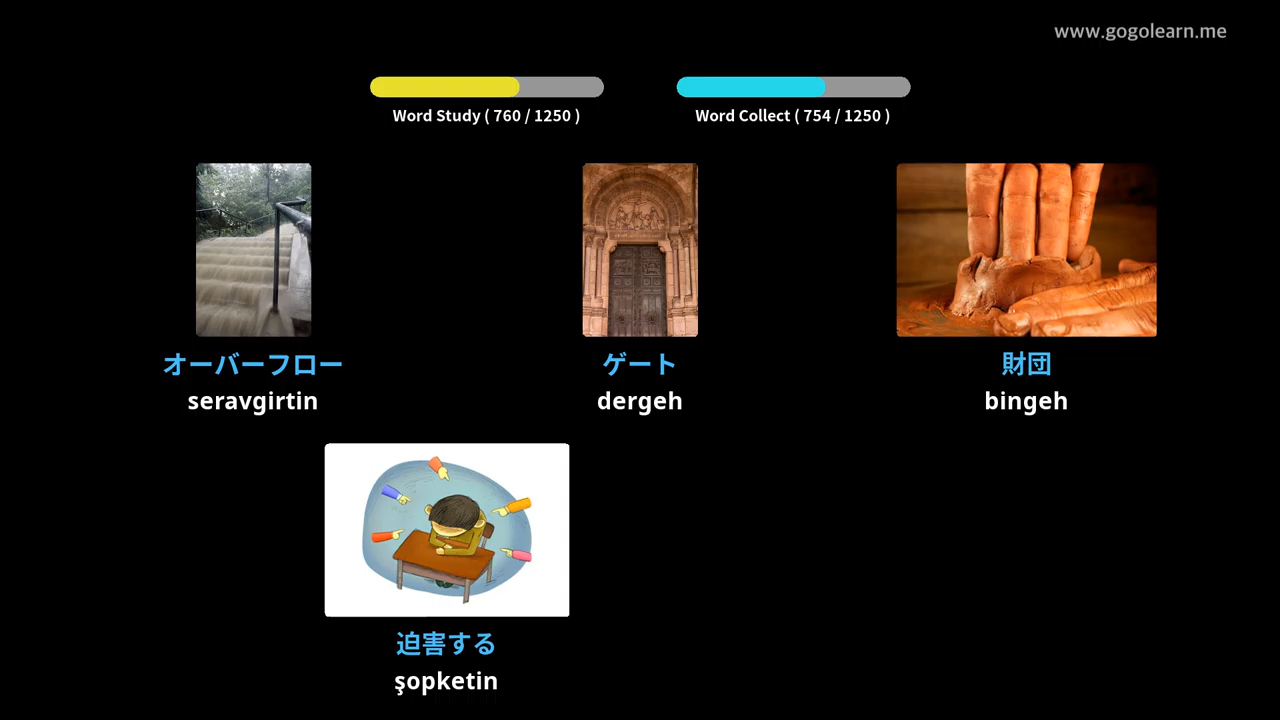 www.gogolearn.me
Word Study ( 760 / 1250 )
Word Collect ( 754 / 1250 )
オーバーフロー
seravgirtin
ゲート
dergeh
財団
bingeh
迫害する
şopketin